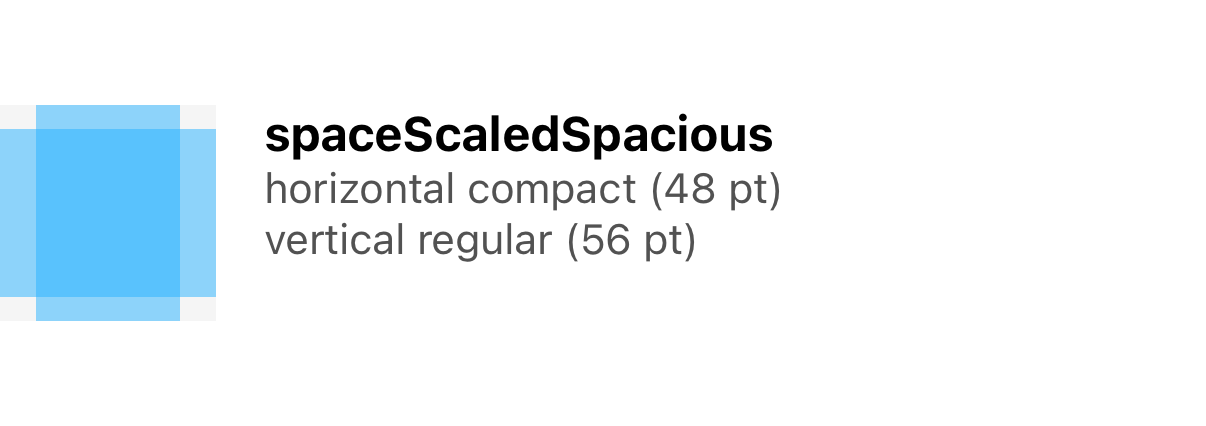 spaceScaledSpacious
horizontal compact (48 pt)
vertical regular (56 pt)